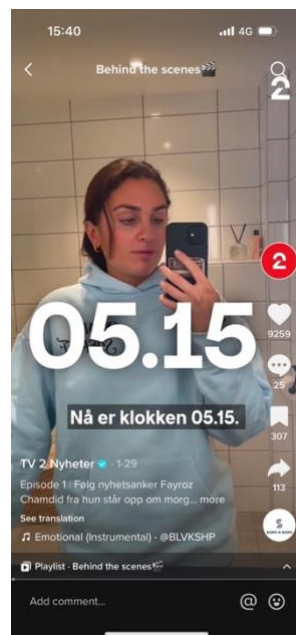 15:40
4G
Behind the scenes🎬
2
2
05.15
9259
25
Nå er klokken 05.15.
307
TV 2 Nyheter · 1-29
113
Episode 1 Følg nyhetsanker Fayroz
Chamdid fra hun står opp om morg... more
See translation
♫ Emotional (Instrumental) - @BLVKSHP
Playlist · Behind the scenes🎬
Add comment...